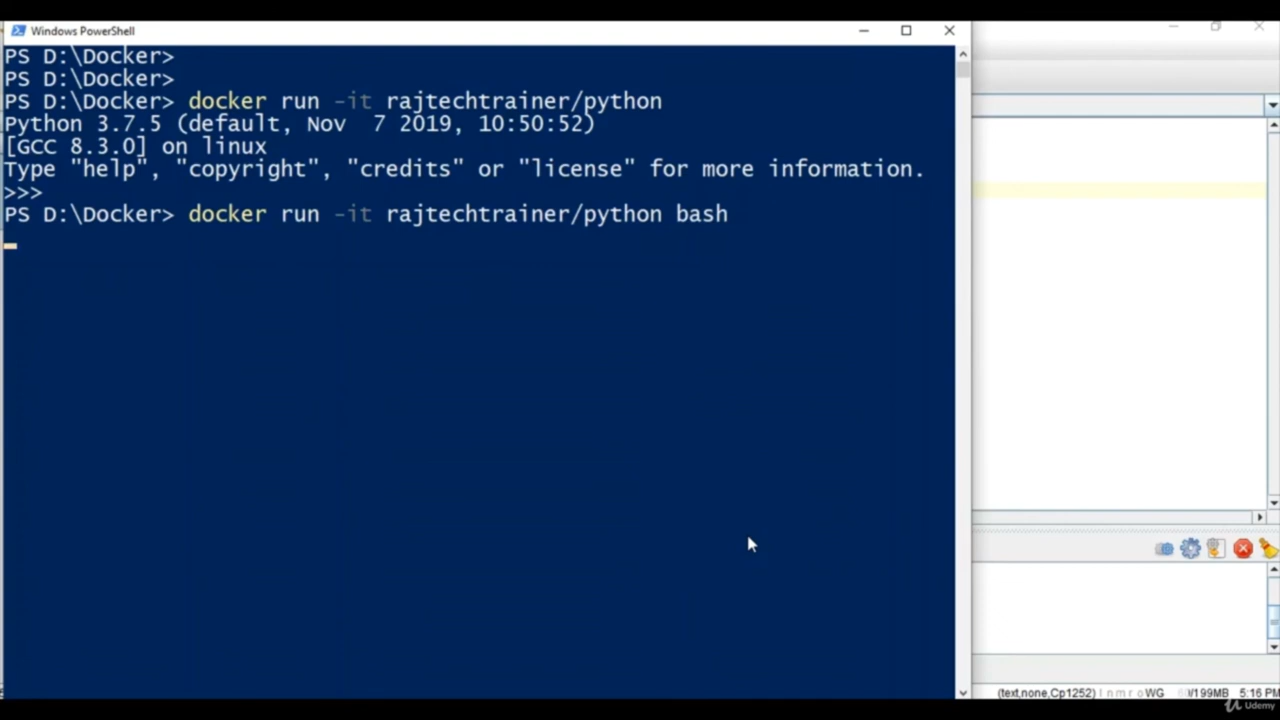 Windows PowerShell
PS D:\Docker>
PS D:\Docker>
PS D:\Docker> docker run -it rajtechtrainer/python
Python 3.7.5 (default, Nov  7 2019, 10:50:52)
[GCC 8.3.0] on linux
Type "help", "copyright", "credits" or "license" for more information.
>>>
PS D:\Docker> docker run -it rajtechtrainer/python bash
(text,none,Cp1252) WG /199MB 5:16 PM
Udemy